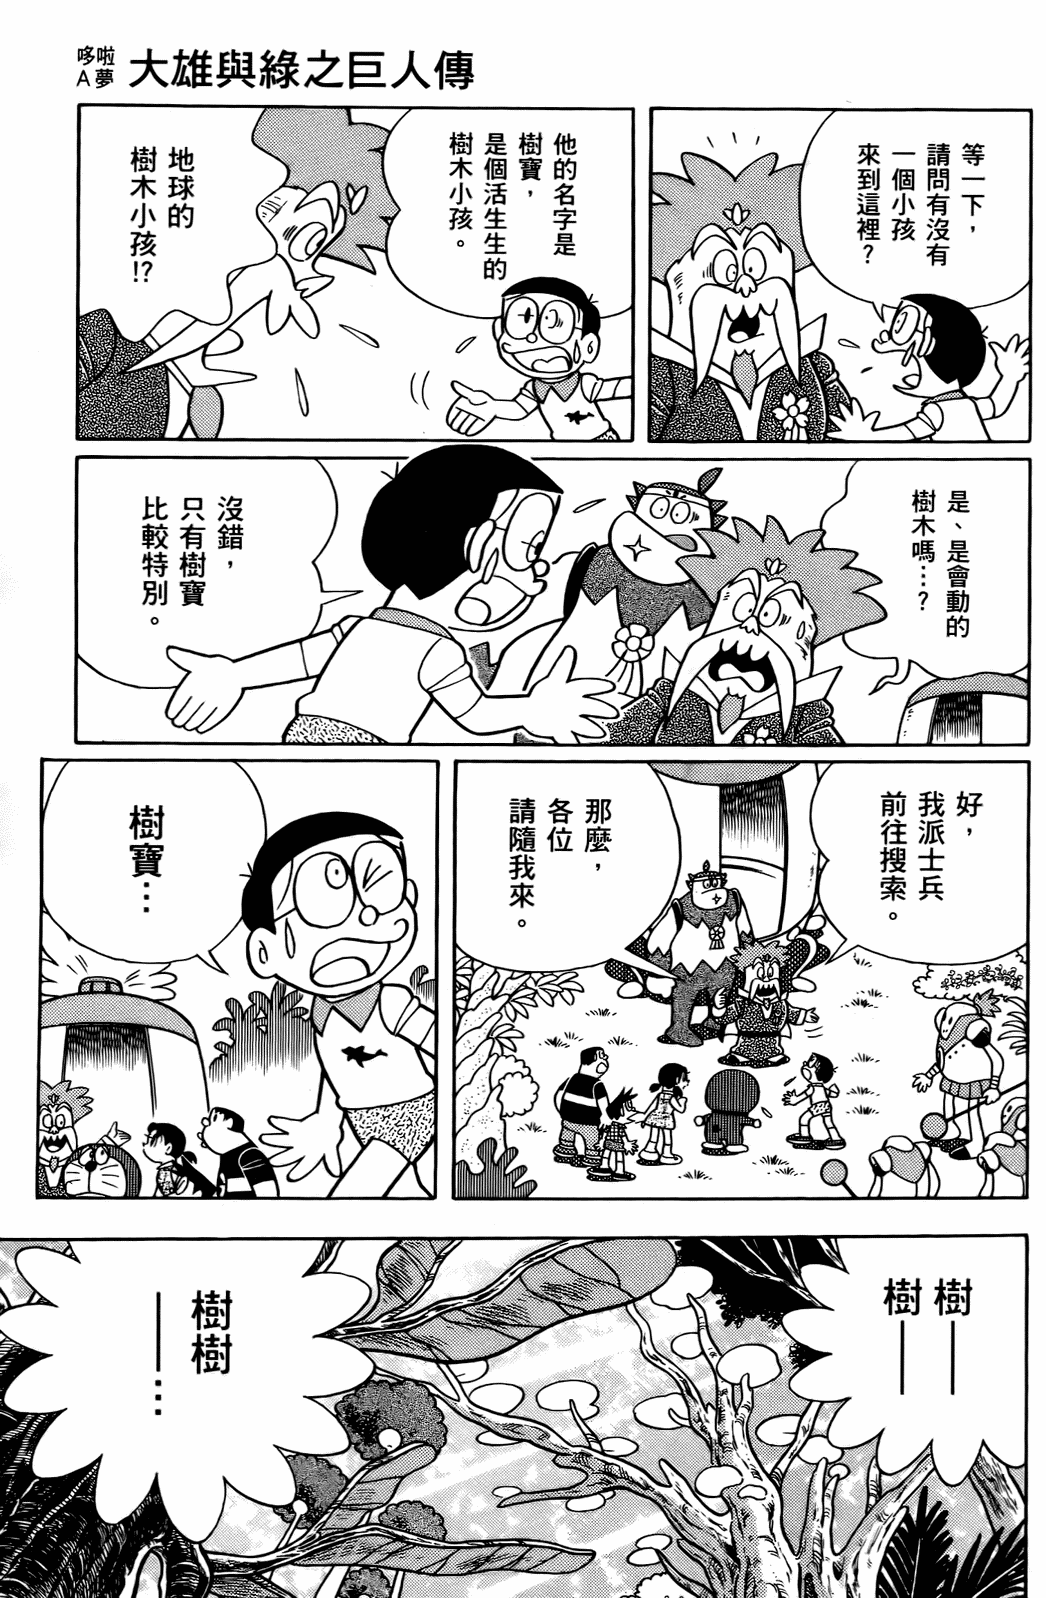 哆啦
A夢
大雄與綠之巨人傳
等一下，
請問有沒有
一個小孩
來到這裡？
他的名字是
樹寶，
是個活生生的
樹木小孩。
地球的
樹木小孩!?
是、是會動的
樹木嗎…？
沒錯，
只有樹寶
比較特別。
好，
我派士兵
前往搜索。
那麼，
各位
請隨我來。
樹寶…
樹——
樹——
樹樹
——…